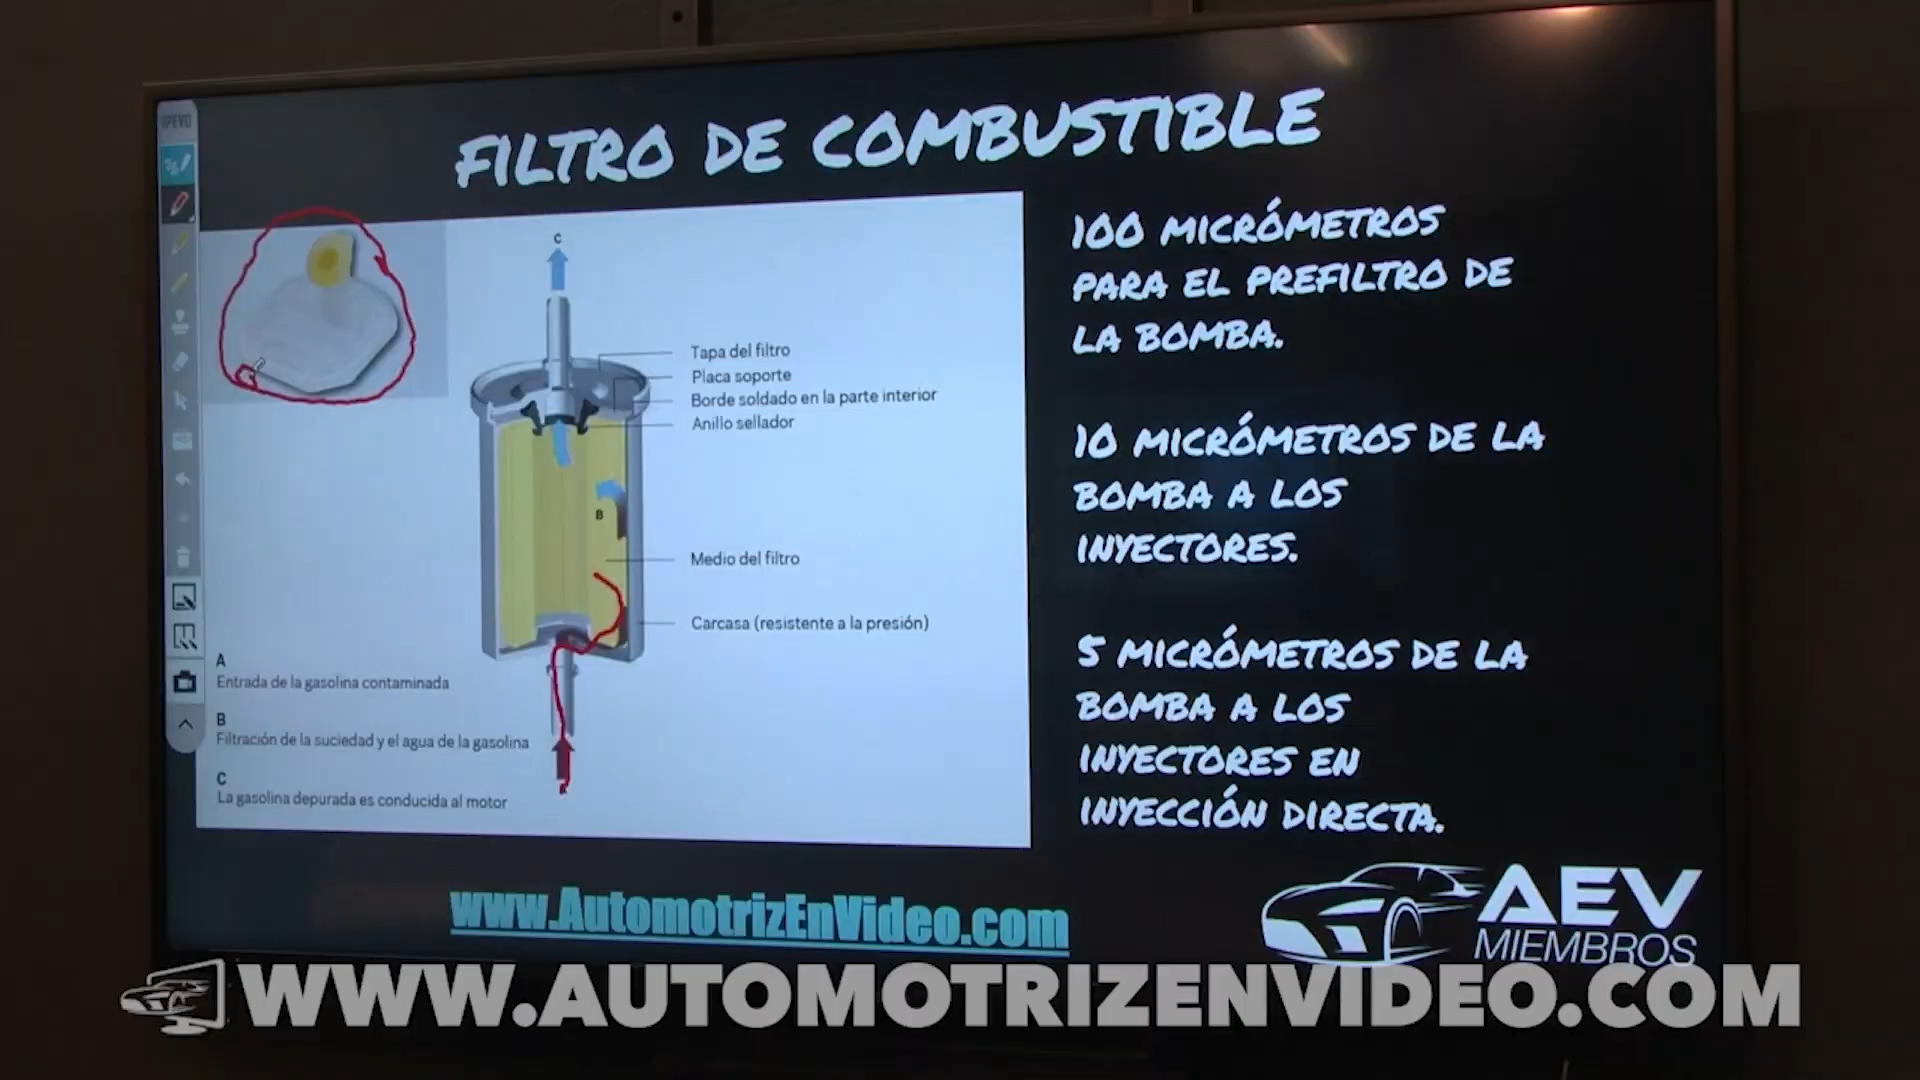 IPEVO
FILTRO DE COMBUSTIBLE
C
Tapa del filtro
Placa soporte
Borde soldado en la parte interior
Anillo sellador
B
Medio del filtro
Carcasa (resistente a la presión)
A
Entrada de la gasolina contaminada
B
Filtración de la suciedad y el agua de la gasolina
C
La gasolina depurada es conducida al motor
100 MICRÓMETROS
PARA EL PREFILTRO DE
LA BOMBA.
10 MICRÓMETROS DE LA
BOMBA A LOS
INYECTORES.
5 MICRÓMETROS DE LA
BOMBA A LOS
INYECTORES EN
INYECCIÓN DIRECTA.
www.AutomotrizEnVideo.com
AEV
MIEMBROS
WWW.AUTOMOTRIZENVIDEO.COM